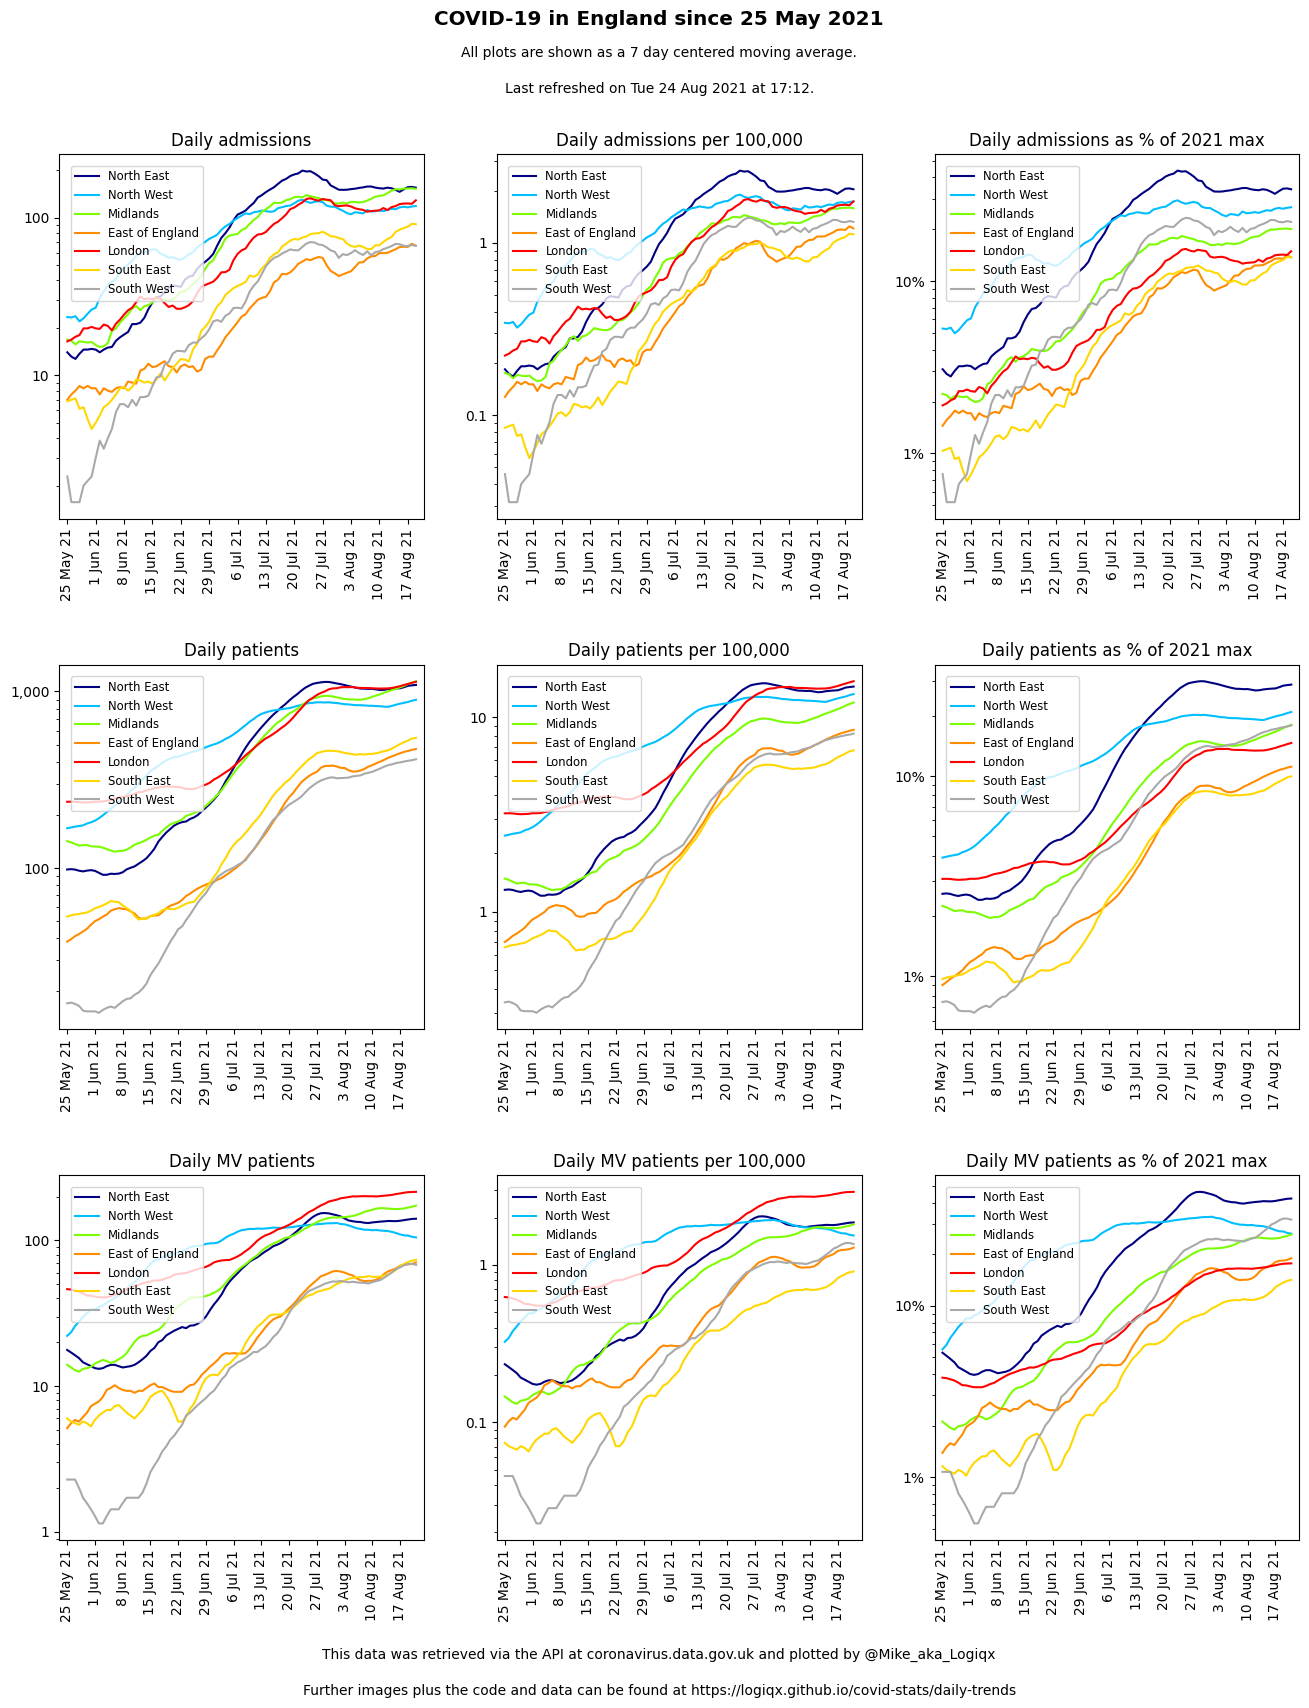 COVID-19 in England since 25 May 2021
All plots are shown as a 7 day centered moving average.
Last refreshed on Tue 24 Aug 2021 at 17:12.
Daily admissions
North East
North West
Midlands
East of England
London
South East
South West
100
10
25 May 21
1 Jun 21
8 Jun 21
15 Jun 21
22 Jun 21
29 Jun 21
6 Jul 21
13 Jul 21
20 Jul 21
27 Jul 21
3 Aug 21
10 Aug 21
17 Aug 21
Daily admissions per 100,000
North East
North West
Midlands
East of England
London
South East
South West
1
0.1
25 May 21
1 Jun 21
8 Jun 21
15 Jun 21
22 Jun 21
29 Jun 21
6 Jul 21
13 Jul 21
20 Jul 21
27 Jul 21
3 Aug 21
10 Aug 21
17 Aug 21
Daily admissions as % of 2021 max
North East
North West
Midlands
East of England
London
South East
South West
10%
1%
25 May 21
1 Jun 21
8 Jun 21
15 Jun 21
22 Jun 21
29 Jun 21
6 Jul 21
13 Jul 21
20 Jul 21
27 Jul 21
3 Aug 21
10 Aug 21
17 Aug 21
Daily patients
North East
North West
Midlands
East of England
London
South East
South West
1,000
100
25 May 21
1 Jun 21
8 Jun 21
15 Jun 21
22 Jun 21
29 Jun 21
6 Jul 21
13 Jul 21
20 Jul 21
27 Jul 21
3 Aug 21
10 Aug 21
17 Aug 21
Daily patients per 100,000
North East
North West
Midlands
East of England
London
South East
South West
10
1
25 May 21
1 Jun 21
8 Jun 21
15 Jun 21
22 Jun 21
29 Jun 21
6 Jul 21
13 Jul 21
20 Jul 21
27 Jul 21
3 Aug 21
10 Aug 21
17 Aug 21
Daily patients as % of 2021 max
North East
North West
Midlands
East of England
London
South East
South West
10%
1%
25 May 21
1 Jun 21
8 Jun 21
15 Jun 21
22 Jun 21
29 Jun 21
6 Jul 21
13 Jul 21
20 Jul 21
27 Jul 21
3 Aug 21
10 Aug 21
17 Aug 21
Daily MV patients
North East
North West
Midlands
East of England
London
South East
South West
100
10
1
25 May 21
1 Jun 21
8 Jun 21
15 Jun 21
22 Jun 21
29 Jun 21
6 Jul 21
13 Jul 21
20 Jul 21
27 Jul 21
3 Aug 21
10 Aug 21
17 Aug 21
Daily MV patients per 100,000
North East
North West
Midlands
East of England
London
South East
South West
1
0.1
25 May 21
1 Jun 21
8 Jun 21
15 Jun 21
22 Jun 21
29 Jun 21
6 Jul 21
13 Jul 21
20 Jul 21
27 Jul 21
3 Aug 21
10 Aug 21
17 Aug 21
Daily MV patients as % of 2021 max
North East
North West
Midlands
East of England
London
South East
South West
10%
1%
25 May 21
1 Jun 21
8 Jun 21
15 Jun 21
22 Jun 21
29 Jun 21
6 Jul 21
13 Jul 21
20 Jul 21
27 Jul 21
3 Aug 21
10 Aug 21
17 Aug 21
This data was retrieved via the API at coronavirus.data.gov.uk and plotted by @Mike_aka_Logiqx
Further images plus the code and data can be found at https://logiqx.github.io/covid-stats/daily-trends